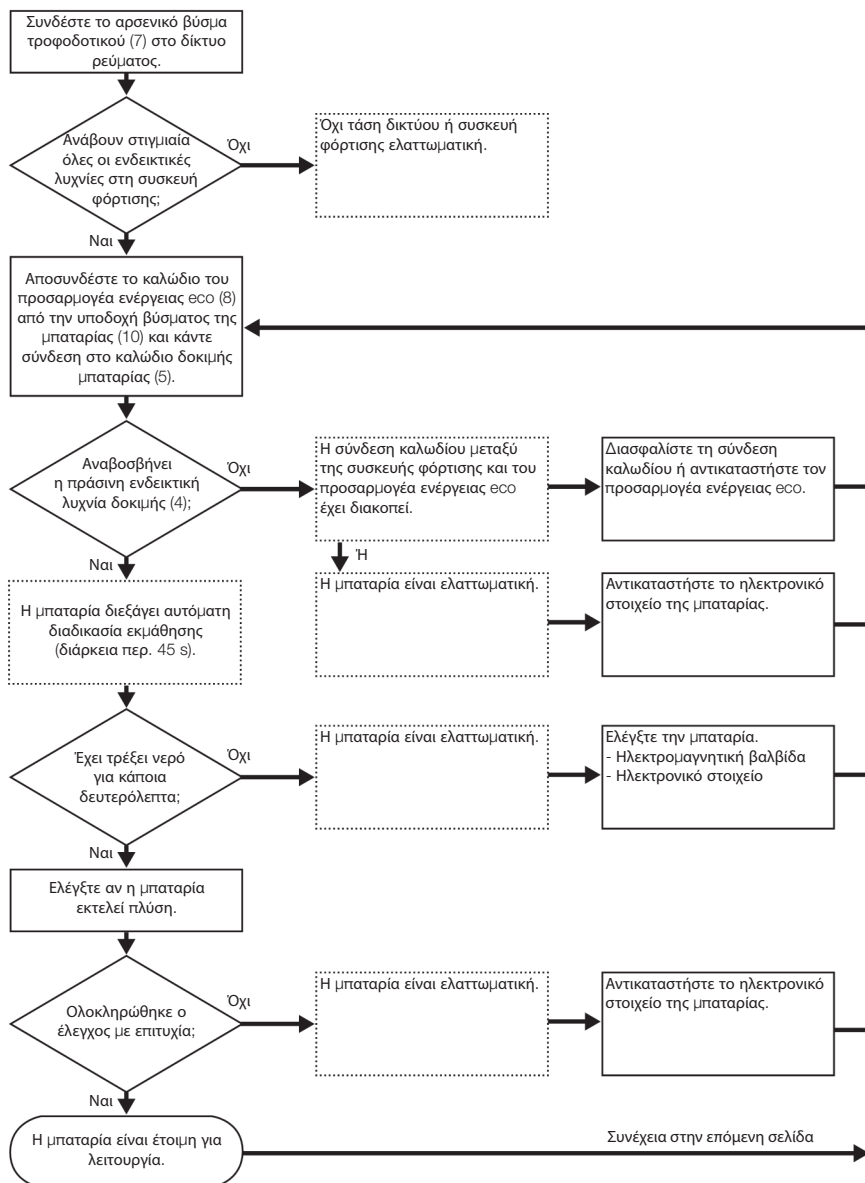 Συνδέστε το αρσενικό βύσμα
τροφοδοτικού (7) στο δίκτυο
ρεύματος.
Ανάβουν στιγμιαία
όλες οι ενδεικτικές
λυχνίες στη συσκευή
φόρτισης;
Όχι
Όχι τάση δικτύου ή συσκευή
φόρτισης ελαττωματική.
Ναι
Αποσυνδέστε το καλώδιο του
προσαρμογέα ενέργειας eco (8)
από την υποδοχή βύσματος της
μπαταρίας (10) και κάντε
σύνδεση στο καλώδιο δοκιμής
μπαταρίας (5).
Αναβοσβήνει
η πράσινη ενδεικτική
λυχνία δοκιμής (4);
Όχι
Η σύνδεση καλωδίου μεταξύ
της συσκευής φόρτισης και του
προσαρμογέα ενέργειας eco
έχει διακοπεί.
Διασφαλίστε τη σύνδεση
καλωδίου ή αντικαταστήστε τον
προσαρμογέα ενέργειας eco.
Ή
Η μπαταρία είναι ελαττωματική.
Αντικαταστήστε το ηλεκτρονικό
στοιχείο της μπαταρίας.
Ναι
Η μπαταρία διεξάγει αυτόματη
διαδικασία εκμάθησης
(διάρκεια περ. 45 s).
Έχει τρέξει νερό
για κάποια
δευτερόλεπτα;
Όχι
Η μπαταρία είναι ελαττωματική.
Ελέγξτε την μπαταρία.
- Ηλεκτρομαγνητική βαλβίδα
- Ηλεκτρονικό στοιχείο
Ναι
Ελέγξτε αν η μπαταρία
εκτελεί πλύση.
Ολοκληρώθηκε ο
έλεγχος με επιτυχία;
Όχι
Η μπαταρία είναι ελαττωματική.
Αντικαταστήστε το ηλεκτρονικό
στοιχείο της μπαταρίας.
Ναι
Η μπαταρία είναι έτοιμη για
λειτουργία.
Συνέχεια στην επόμενη σελίδα